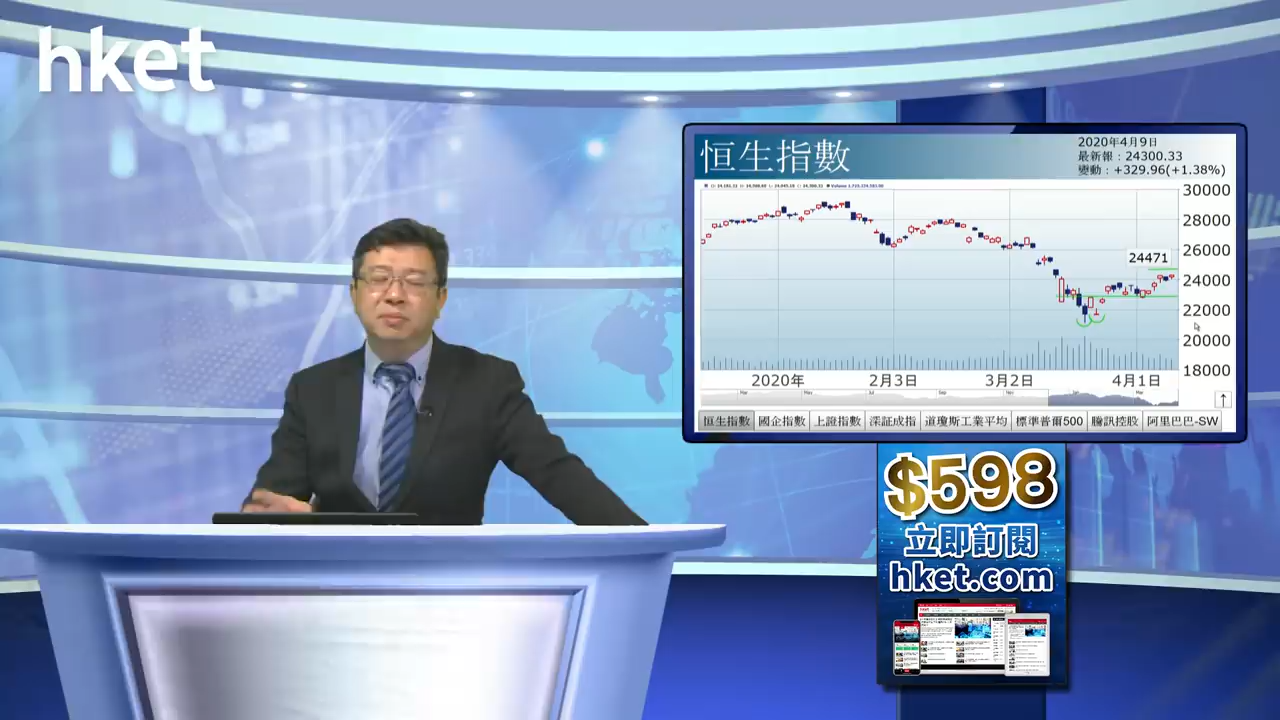 hket
恒生指數
2020年4月9日
最新報：24300.33
變動：+329.96(+1.38%)
30000
28000
26000
24471
24000
22000
20000
18000
2020年
2月3日
3月2日
4月1日
恒生指數 國企指數 上證指數 深証成指 道瓊斯工業平均 標準普爾500 騰訊控股 阿里巴巴-SW
$598
立即訂閱
hket.com